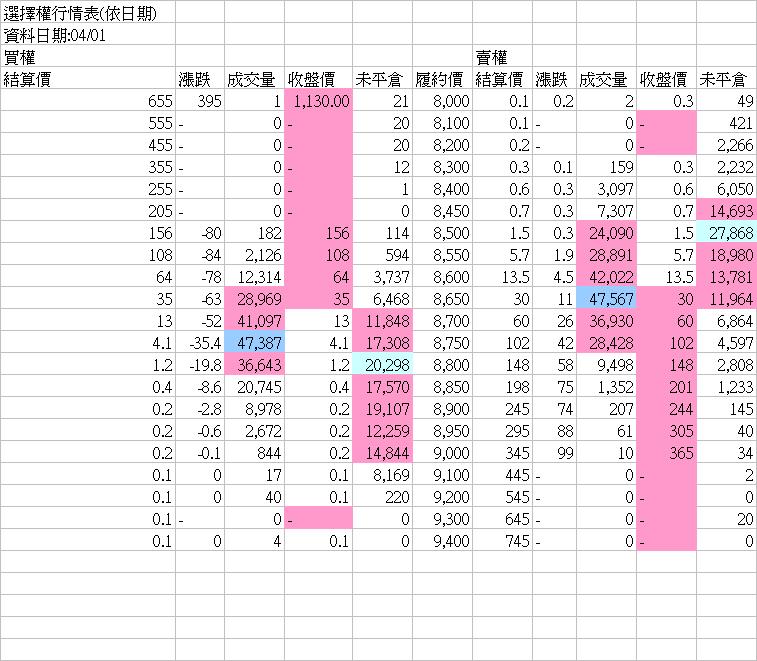 選擇權行情表(依日期)
資料日期:04/01
買權 賣權
結算價 漲跌 成交量 收盤價 未平倉 履約價 結算價 漲跌 成交量 收盤價 未平倉
655 395 1 1,130.00 21 8,000 0.1 0.2 2 0.3 49
555 - 0 - 20 8,100 0.1 - 0 - 421
455 - 0 - 20 8,200 0.2 - 0 - 2,266
355 - 0 - 12 8,300 0.3 0.1 159 0.3 2,232
255 - 0 - 1 8,400 0.6 0.3 3,097 0.6 6,050
205 - 0 - 0 8,450 0.7 0.3 7,307 0.7 14,693
156 -80 182 156 114 8,500 1.5 0.3 24,090 1.5 27,868
108 -84 2,126 108 594 8,550 5.7 1.9 28,891 5.7 18,980
64 -78 12,314 64 3,737 8,600 13.5 4.5 42,022 13.5 13,781
35 -63 28,969 35 6,468 8,650 30 11 47,567 30 11,964
13 -52 41,097 13 11,848 8,700 60 26 36,930 60 6,864
4.1 -35.4 47,387 4.1 17,308 8,750 102 42 28,428 102 4,597
1.2 -19.8 36,643 1.2 20,298 8,800 148 58 9,498 148 2,808
0.4 -8.6 20,745 0.4 17,570 8,850 198 75 1,352 201 1,233
0.2 -2.8 8,978 0.2 19,107 8,900 245 74 207 244 145
0.2 -0.6 2,672 0.2 12,259 8,950 295 88 61 305 40
0.2 -0.1 844 0.2 14,844 9,000 345 99 10 365 34
0.1 0 17 0.1 8,169 9,100 445 - 0 - 2
0.1 0 40 0.1 220 9,200 545 - 0 - 0
0.1 - 0 - 0 9,300 645 - 0 - 20
0.1 0 4 0.1 0 9,400 745 - 0 - 0